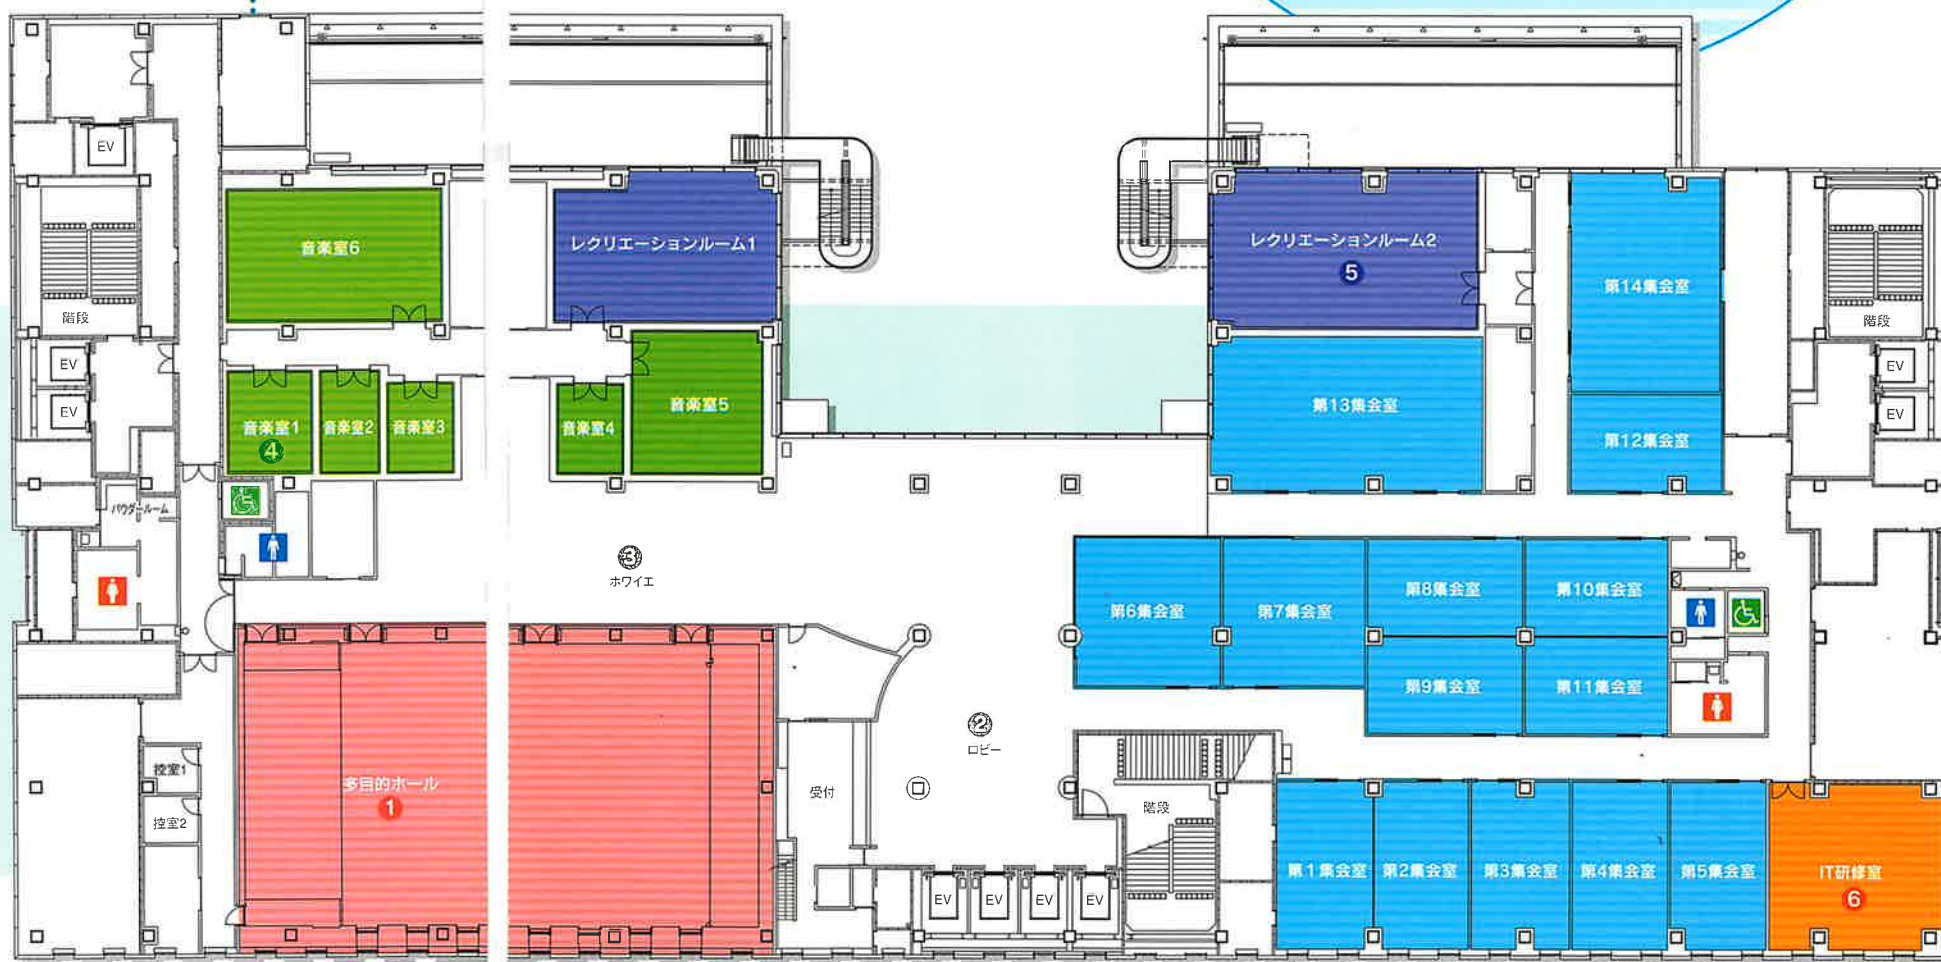 EV
音楽室6
レクリエーションルーム1
レクリエーションルーム2
5
第14集会室
階段
階段
EV
EV
EV
EV
音楽室1
4
音楽室2
音楽室3
音楽室4
音楽室5
第13集会室
第12集会室
パウダールーム
3
ホワイエ
第6集会室
第7集会室
第8集会室
第10集会室
第9集会室
第11集会室
2
ロビー
控室1
控室2
多目的ホール
1
受付
階段
EV
EV
EV
EV
第1集会室
第2集会室
第3集会室
第4集会室
第5集会室
IT研修室
6